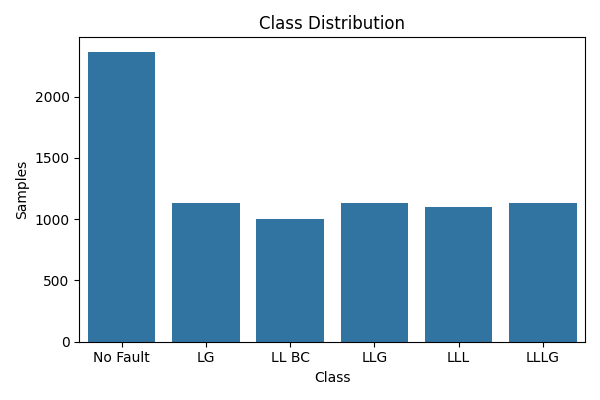 Class Distribution
Samples
2000
1500
1000
500
0
No Fault LG LL BC LLG LLL LLLG
Class